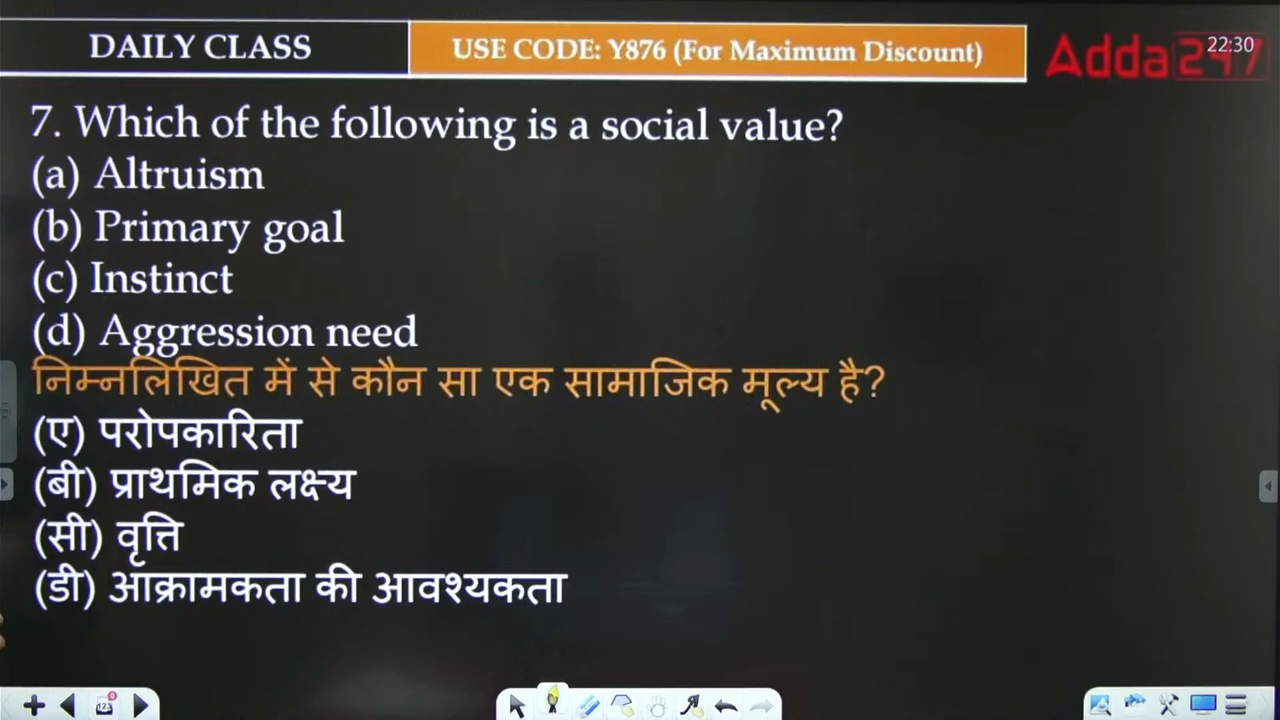 DAILY CLASS
USE CODE: Y876 (For Maximum Discount)
Adda247
22:30
7. Which of the following is a social value?
(a) Altruism
(b) Primary goal
(c) Instinct
(d) Aggression need
निम्नलिखित में से कौन सा एक सामाजिक मूल्य है?
(ए) परोपकारिता
(बी) प्राथमिक लक्ष्य
(सी) वृत्ति
(डी) आक्रामकता की आवश्यकता
123